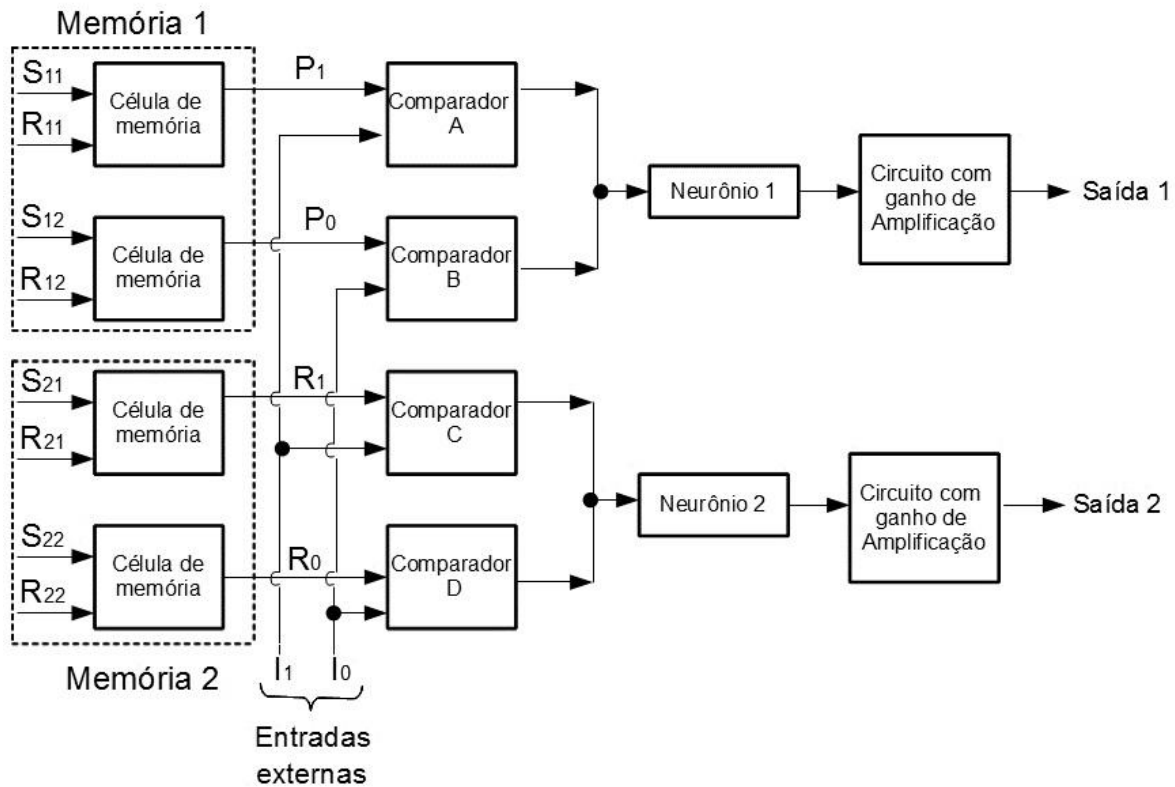 Memória 1
S11
R11
Célula de
memória
P1
Comparador
A
S12
R12
Célula de
memória
P0
Comparador
B
Neurônio 1
Circuito com
ganho de
Amplificação
Saída 1
S21
R21
Célula de
memória
R1
Comparador
C
S22
R22
Célula de
memória
R0
Comparador
D
Neurônio 2
Circuito com
ganho de
Amplificação
Saída 2
Memória 2
I1
I0
Entradas
externas